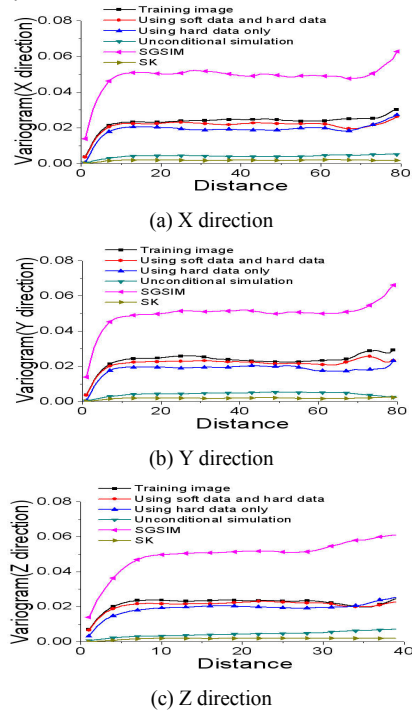 Variogram(X direction)
0.08
0.06
0.04
0.02
0.00
Training image
Using soft data and hard data
Using hard data only
Unconditional simulation
SGSIM
SK
0 20 40 60 80
Distance
(a) X direction
Variogram(Y direction)
0.08
0.06
0.04
0.02
0.00
Training image
Using soft data and hard data
Using hard data only
Unconditional simulation
SGSIM
SK
0 20 40 60 80
Distance
(b) Y direction
Variogram(Z direction)
0.08
0.06
0.04
0.02
0.00
Training image
Using soft data and hard data
Using hard data only
Unconditional simulation
SGSIM
SK
0 10 20 30 40
Distance
(c) Z direction